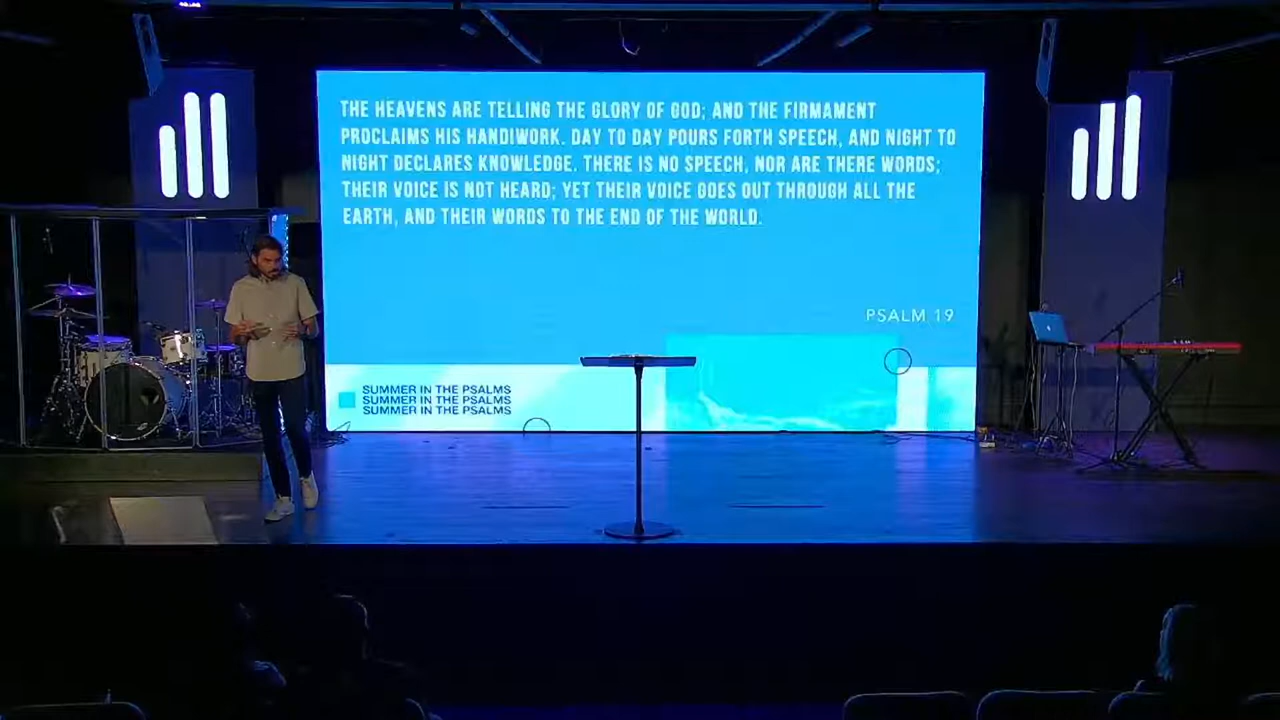 THE HEAVENS ARE TELLING THE GLORY OF GOD; AND THE FIRMAMENT
PROCLAIMS HIS HANDIWORK. DAY TO DAY POURS FORTH SPEECH, AND NIGHT TO
NIGHT DECLARES KNOWLEDGE. THERE IS NO SPEECH, NOR ARE THERE WORDS;
THEIR VOICE IS NOT HEARD; YET THEIR VOICE GOES OUT THROUGH ALL THE
EARTH, AND THEIR WORDS TO THE END OF THE WORLD.
PSALM 19
SUMMER IN THE PSALMS
SUMMER IN THE PSALMS
SUMMER IN THE PSALMS